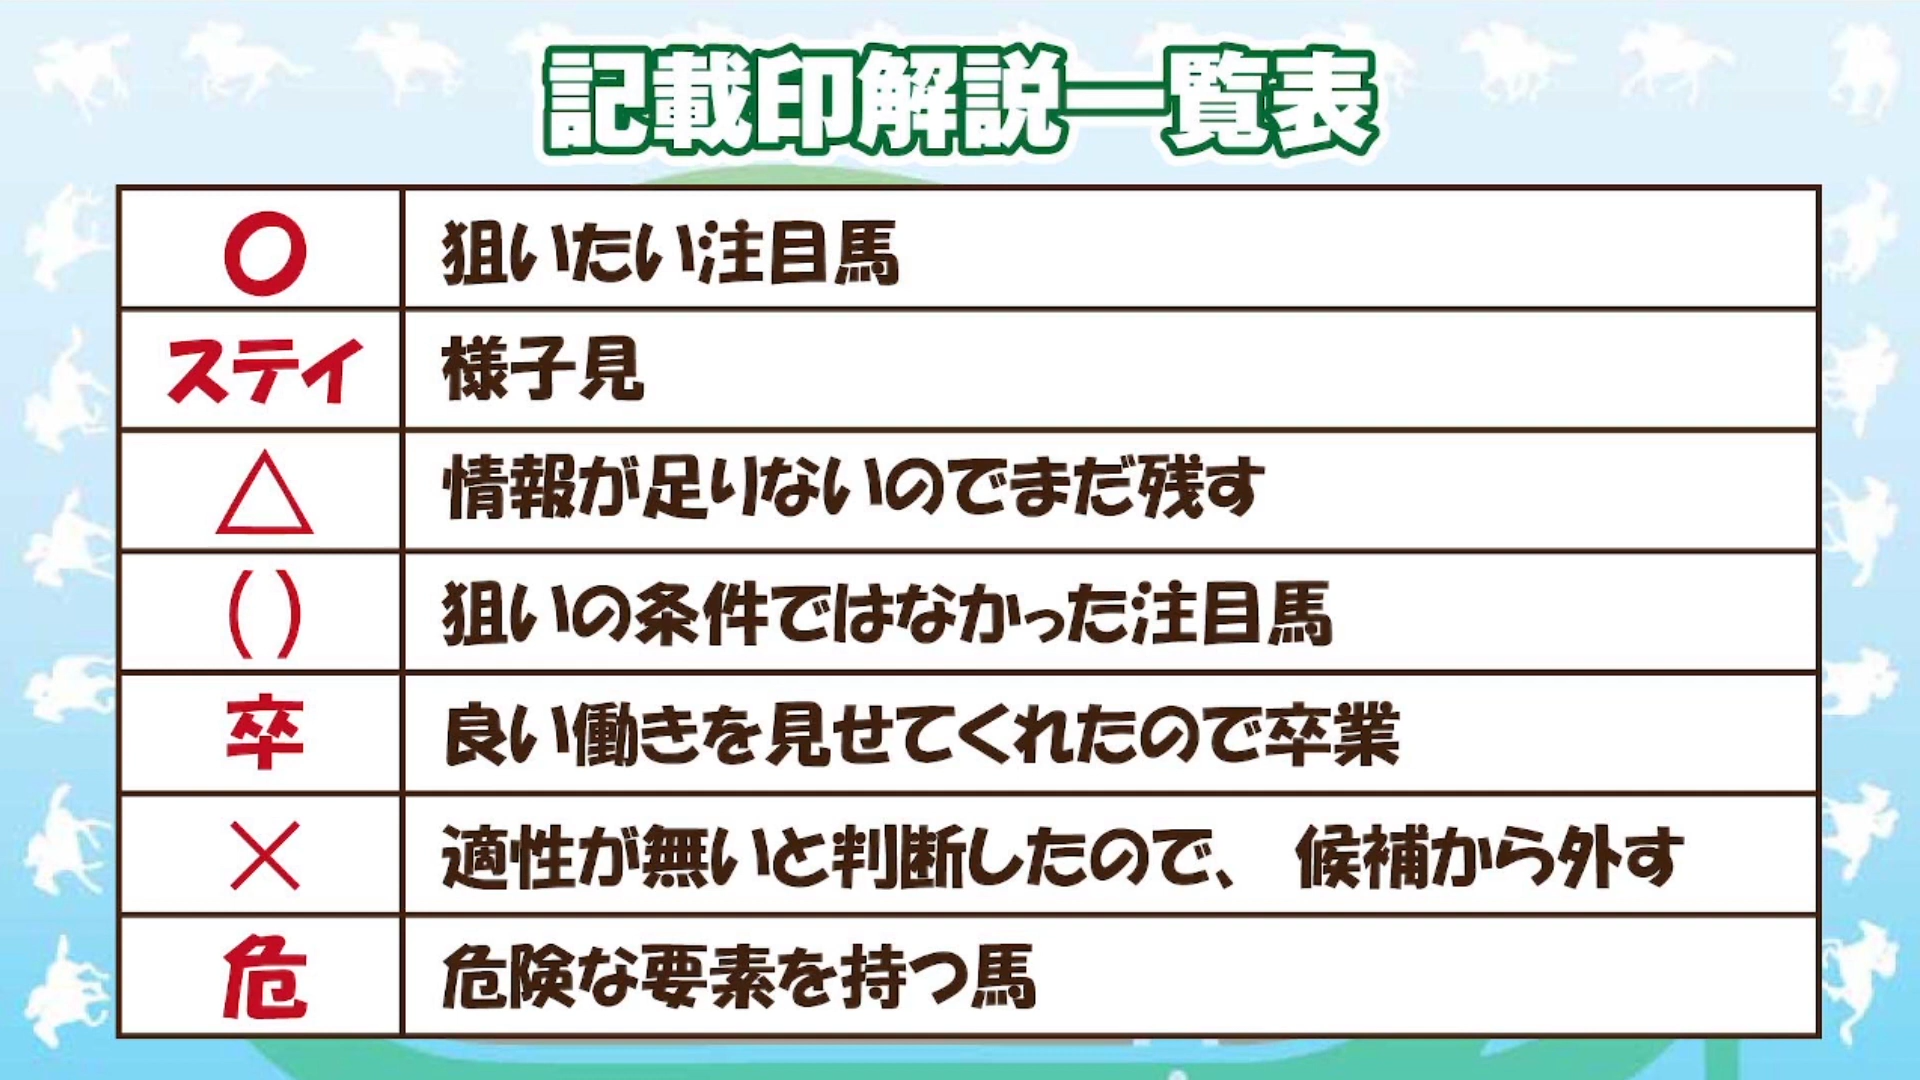 記載印解説一覧表
〇 狙いたい注目馬
ステイ 様子見
△ 情報が足りないのでまだ残す
( ) 狙いの条件ではなかった注目馬
卒 良い働きを見せてくれたので卒業
× 適性が無いと判断したので、 候補から外す
危 危険な要素を持つ馬